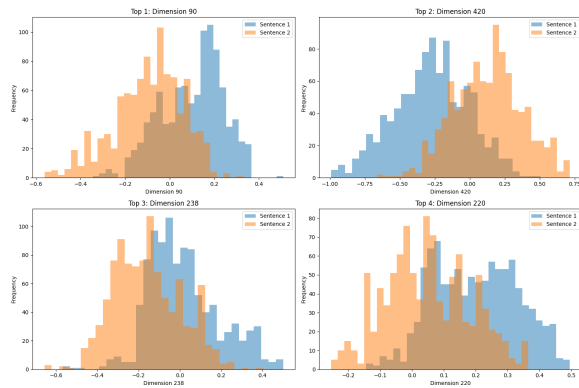 Top 1: Dimension 90
Sentence 1
Sentence 2
100
80
60
40
20
0
Frequency
−0.6
−0.4
−0.2
0.0
0.2
0.4
Dimension 90
Top 2: Dimension 420
Sentence 1
Sentence 2
80
60
40
20
0
Frequency
−1.00
−0.75
−0.50
−0.25
0.00
0.25
0.50
0.75
Dimension 420
Top 3: Dimension 238
Sentence 1
Sentence 2
100
80
60
40
20
0
Frequency
−0.6
−0.4
−0.2
0.0
0.2
0.4
Dimension 238
Top 4: Dimension 220
Sentence 1
Sentence 2
80
70
60
50
40
30
20
10
0
Frequency
−0.2
−0.1
0.0
0.1
0.2
0.3
0.4
0.5
Dimension 220